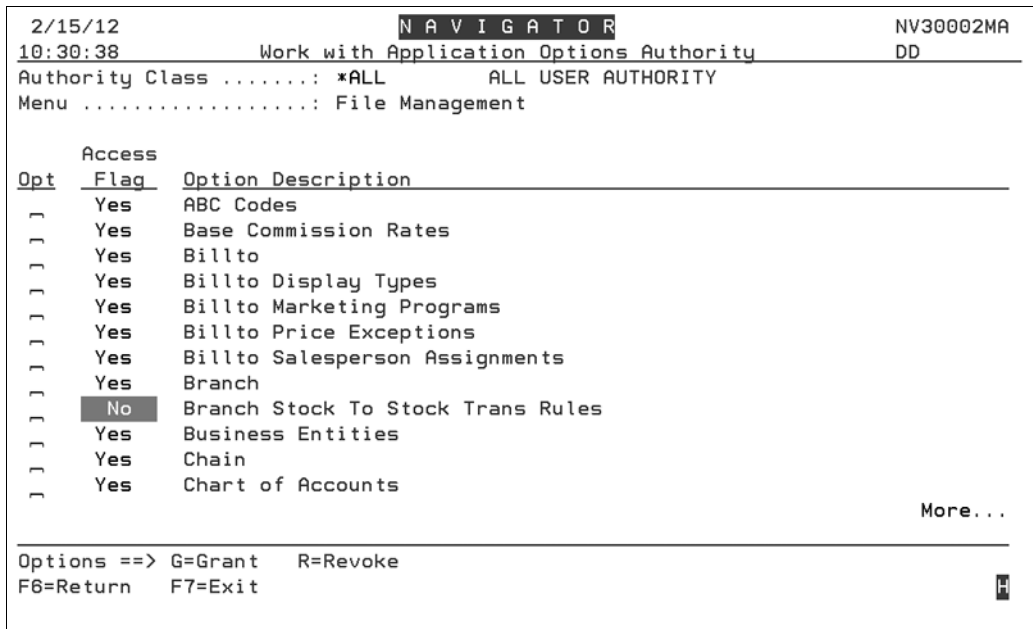 2/15/12 N A V I G A T O R NV30002MA
10:30:38 Work with Application Options Authority DD
Authority Class .......: *ALL ALL USER AUTHORITY
Menu ..................: File Management
Access
Opt Flag Option Description
Yes ABC Codes
Yes Base Commission Rates
Yes Billto
Yes Billto Display Types
Yes Billto Marketing Programs
Yes Billto Price Exceptions
Yes Billto Salesperson Assignments
Yes Branch
No Branch Stock To Stock Trans Rules
Yes Business Entities
Yes Chain
Yes Chart of Accounts
More...
Options ==> G=Grant R=Revoke
F6=Return F7=Exit H